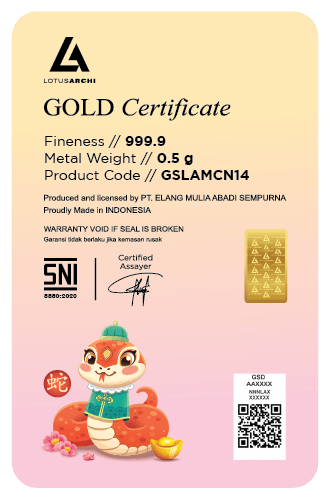 LOTUSARCHI
GOLD Certificate
Fineness // 999.9
Metal Weight // 0.5 g
Product Code // GSLAMCN14
Produced and licensed by PT. ELANG MULIA ABADI SEMPURNA
Proudly Made in INDONESIA
WARRANTY VOID IF SEAL IS BROKEN
Garansi tidak berlaku jika kemasan rusak
SNI
8880:2020
Certified
Assayer
蛇
GSD
AAXXXX
NNNLAX
XXXXXX